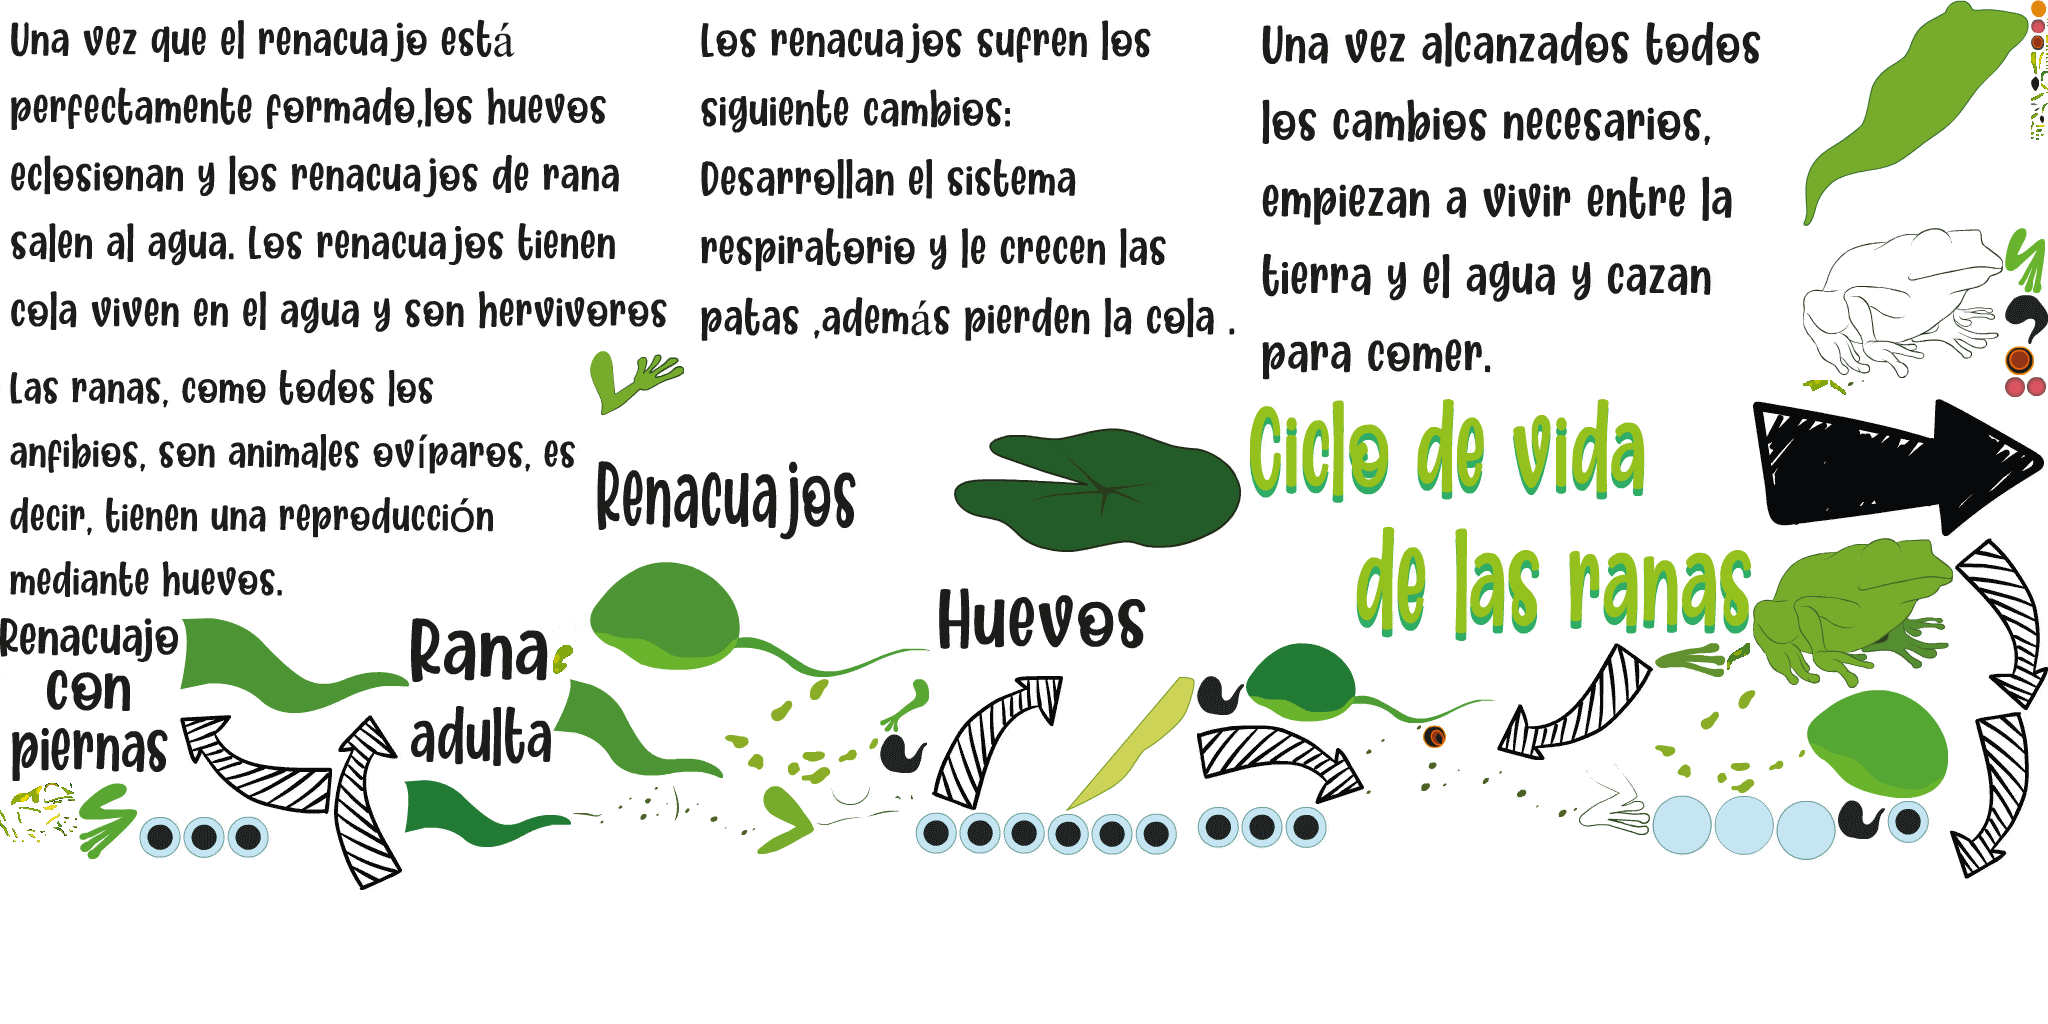 Una vez que el renacuajo está
perfectamente formado,los huevos
eclosionan y los renacuajos de rana
salen al agua. Los renacuajos tienen
cola viven en el agua y son hervivoros
Las ranas, como todos los
anfibios, son animales ovíparos, es
decir, tienen una reproducción
mediante huevos.
Los renacuajos sufren los
siguiente cambios:
Desarrollan el sistema
respiratorio y le crecen las
patas ,además pierden la cola .
Una vez alcanzados todos
los cambios necesarios,
empiezan a vivir entre la
tierra y el agua y cazan
para comer.
Ciclo de vida
de las ranas
Renacuajos
Huevos
Renacuajo
con
piernas
Rana
adulta